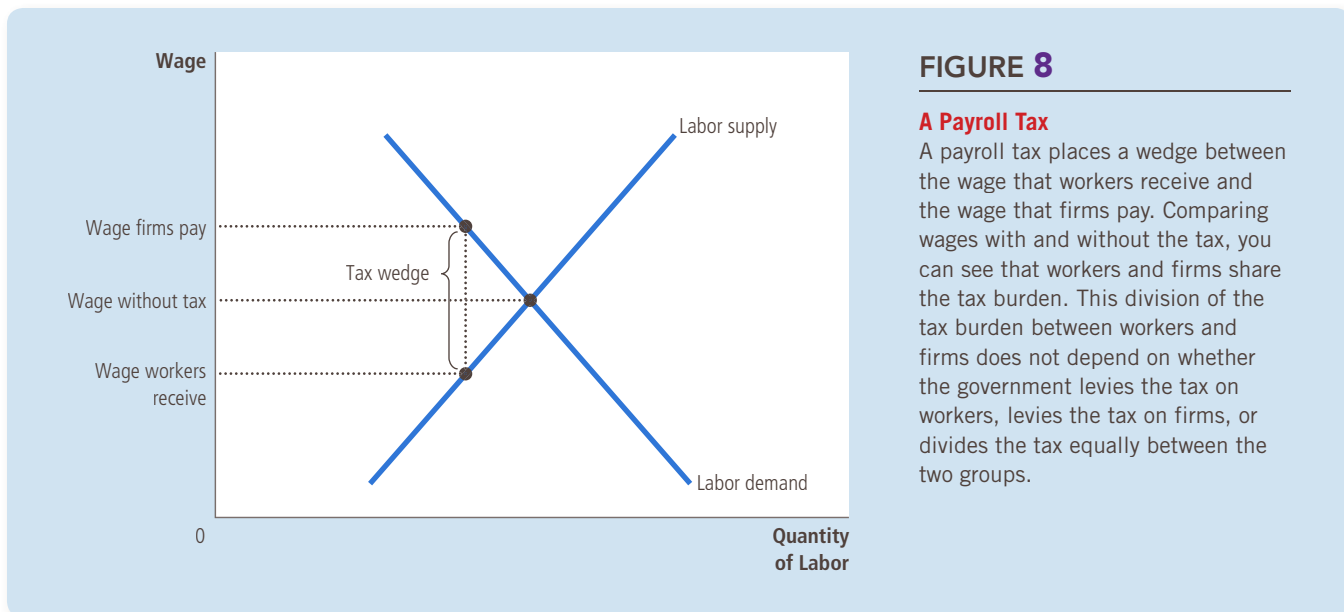 Wage
Labor supply
Wage firms pay
Tax wedge
Wage without tax
Wage workers
receive
Labor demand
0
Quantity
of Labor
FIGURE 8
A Payroll Tax
A payroll tax places a wedge between
the wage that workers receive and
the wage that firms pay. Comparing
wages with and without the tax, you
can see that workers and firms share
the tax burden. This division of the
tax burden between workers and
firms does not depend on whether
the government levies the tax on
workers, levies the tax on firms, or
divides the tax equally between the
two groups.